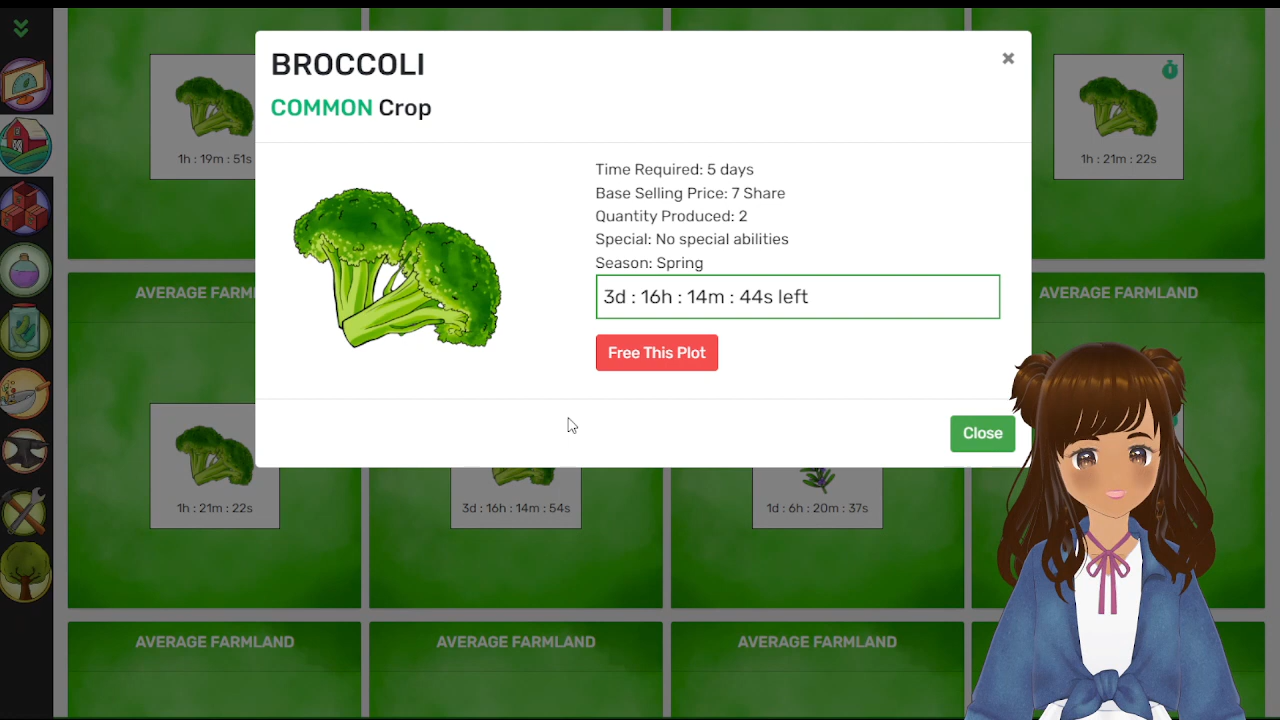 BROCCOLI
×
COMMON Crop
1h : 19m : 51s
1h : 21m : 22s
Time Required: 5 days
Base Selling Price: 7 Share
Quantity Produced: 2
Special: No special abilities
Season: Spring
3d : 16h : 14m : 44s left
Free This Plot
Close
AVERAGE FARML
AVERAGE FARMLAND
1h : 21m : 22s
3d : 16h : 14m : 54s
1d : 6h : 20m : 37s
AVERAGE FARMLAND
AVERAGE FARMLAND
AVERAGE FARMLAND